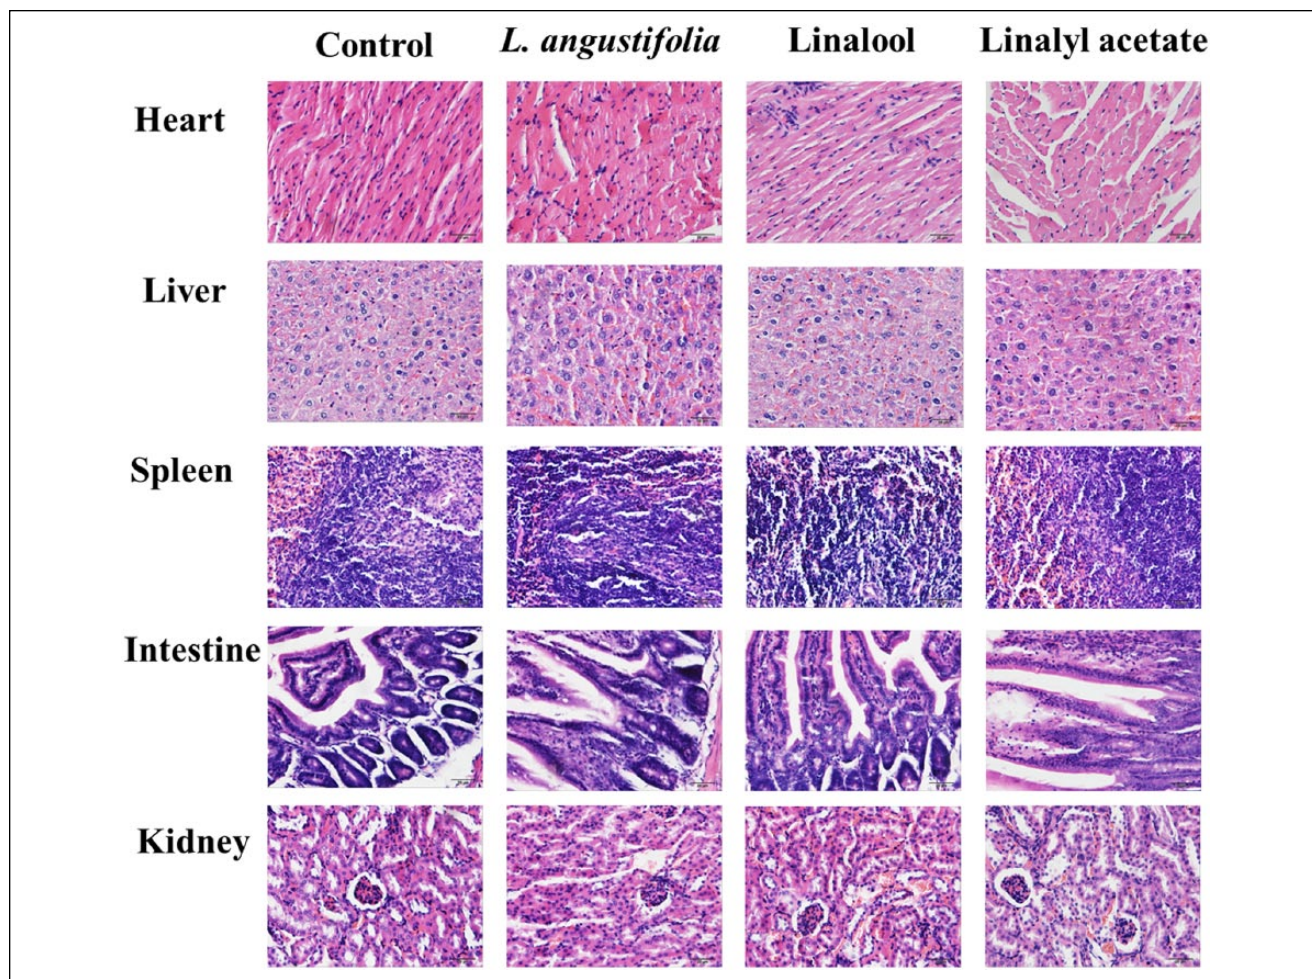 Control L. angustifolia Linalool Linalyl acetate
Heart
Liver
Spleen
Intestine
Kidney